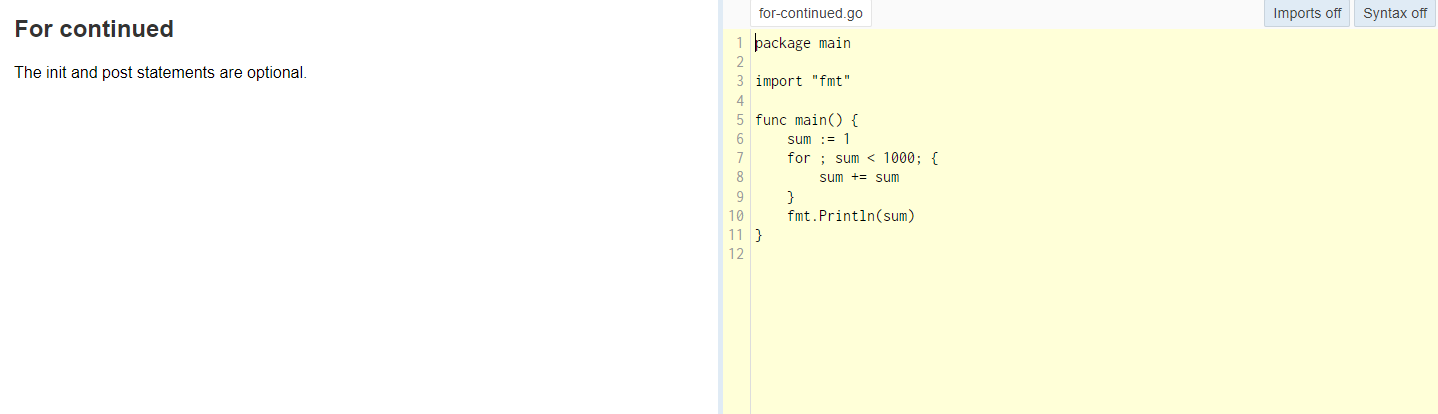 For continued
The init and post statements are optional.
for-continued.go
Imports off
Syntax off
1 package main
2
3 import "fmt"
4
5 func main() {
6     sum := 1
7     for ; sum < 1000; {
8         sum += sum
9     }
10     fmt.Println(sum)
11 }
12